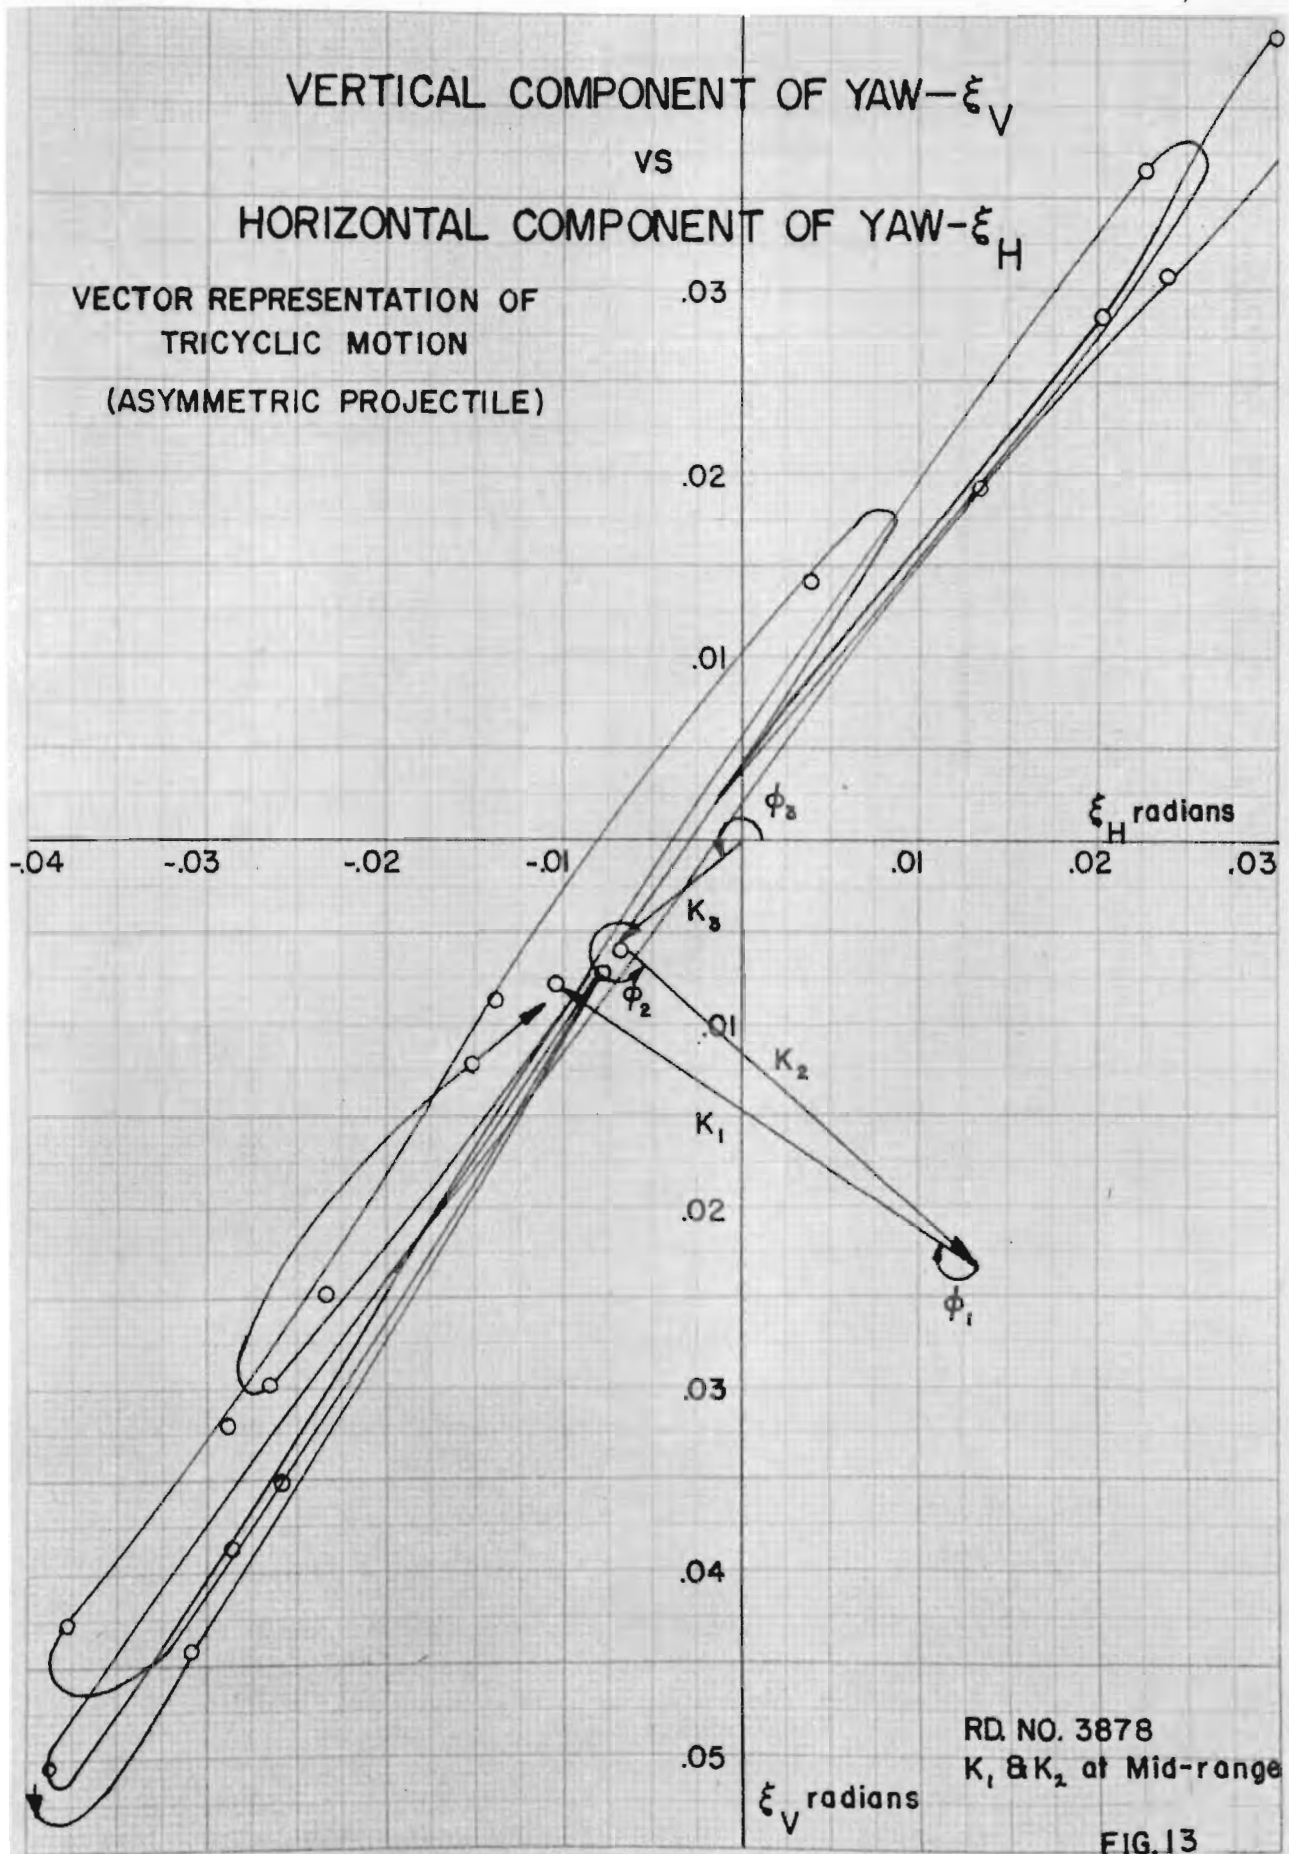 VERTICAL COMPONENT OF YAW-ξV
VS
HORIZONTAL COMPONENT OF YAW-ξH
VECTOR REPRESENTATION OF
TRICYCLIC MOTION
(ASYMMETRIC PROJECTILE)
.03
.02
.01
ϕ3
ξH radians
-.04 -.03 -.02 -.01 .01 .02 .03
K3
ϕ2
.01
K2
K1
.02
ϕ1
.03
.04
.05
RD. NO. 3878
K1 & K2 at Mid-range
ξV radians
FIG. 13